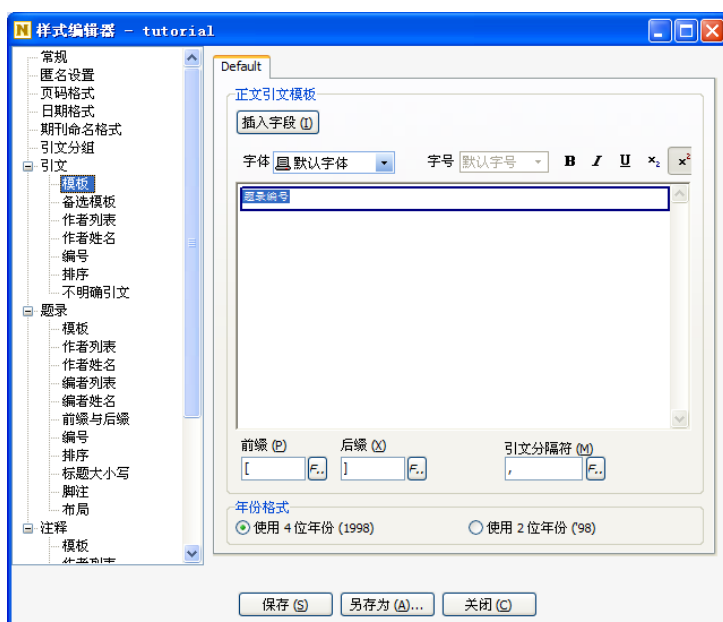 N 样式编辑器 - tutorial
常规
匿名设置
页码格式
日期格式
期刊命名格式
引文分组
引文
模板
备选模板
作者列表
作者姓名
编号
排序
不明确引文
题录
模板
作者列表
作者姓名
编者列表
编者姓名
前缀与后缀
编号
排序
标题大小写
脚注
布局
注释
模板
作者列表
Default
正文引文模板
插入字段 (I)
字体 默认字体 字号 默认字号 B I U x₂ x²
题录编号
前缀 (P) 后缀 (X) 引文分隔符 (M)
[ F.. ] F.. , F..
年份格式
使用 4 位年份 (1998) 使用 2 位年份 ('98)
保存 (S) 另存为 (A)... 关闭 (C)